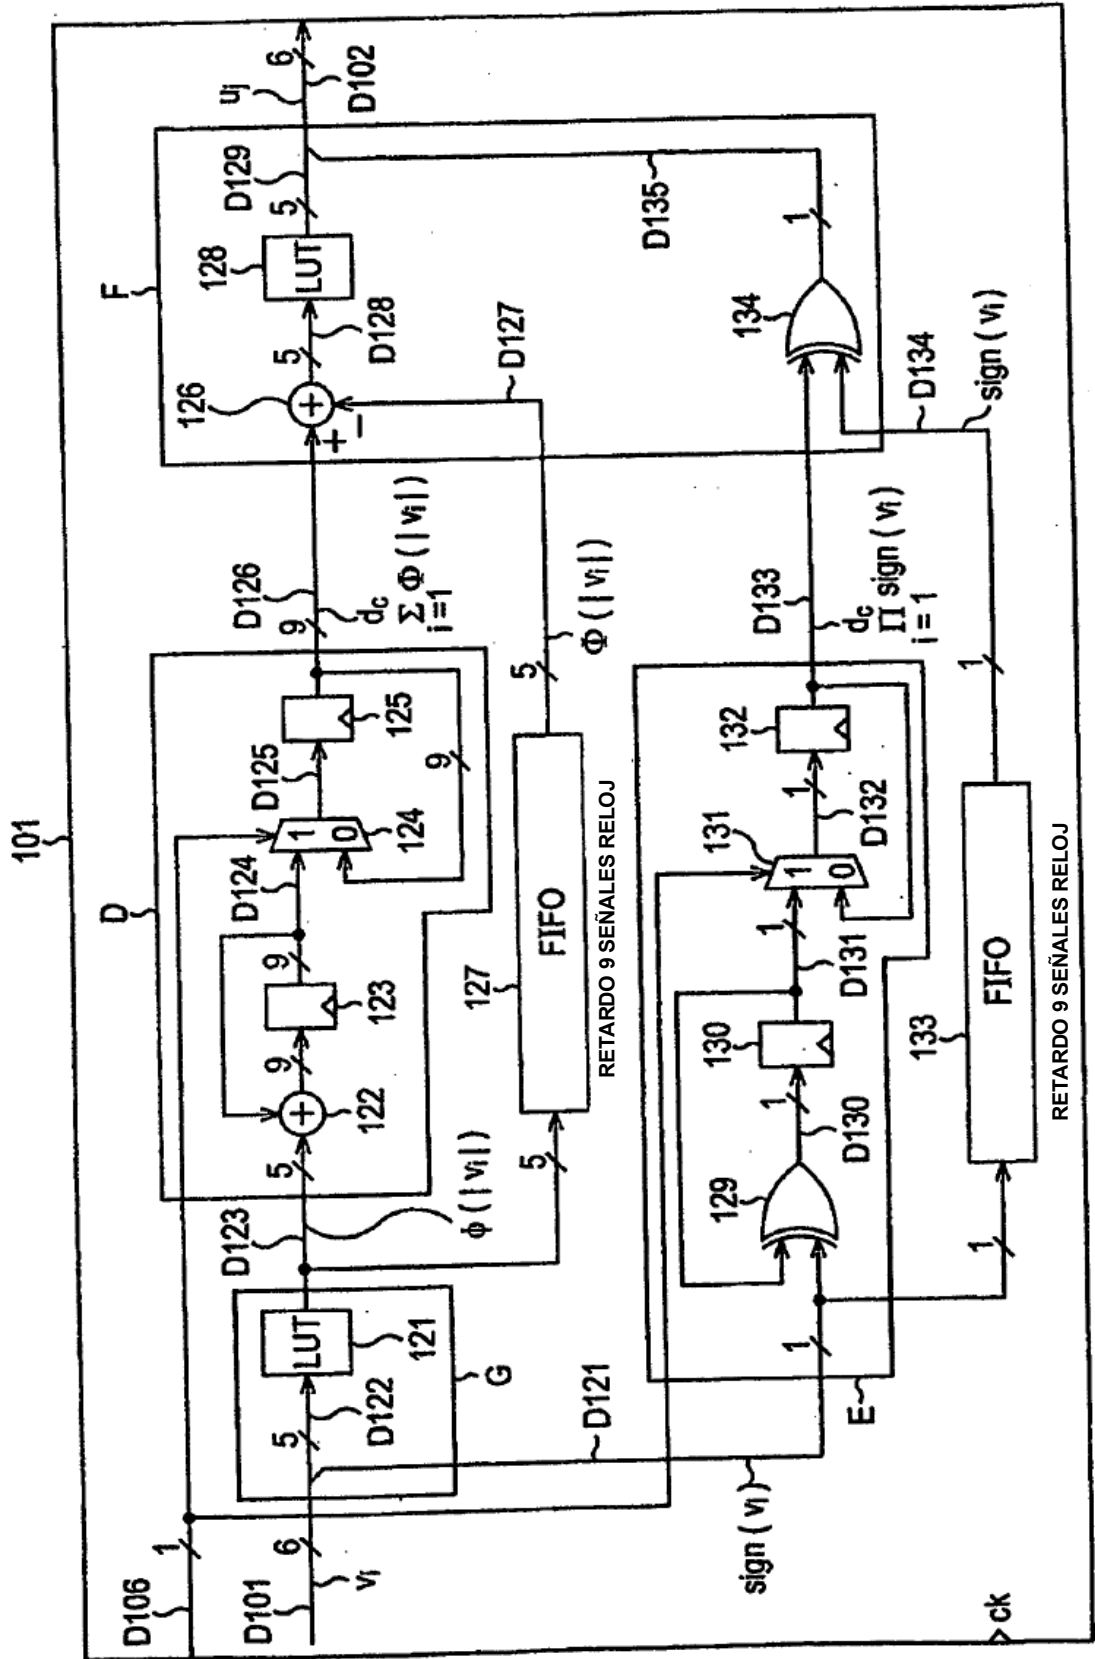 101
D106
1
D101
6
vi
D122
5
LUT
121
G
D121
sign ( vi )
D123
ϕ ( | vi | )
5
D
122
9
123
9
D124
1
0
124
D125
125
9
D126
9
dc
Σ Φ ( | vi | )
i = 1
5
FIFO
127
RETARDO 9 SEÑALES RELOJ
5
Φ ( | vi | )
F
126
+
−
5
D128
128
LUT
5
D129
D127
uj
6
D102
D135
E
1
129
D130
1
130
D131
1
131
1
0
D132
1
132
D133
dc
Π sign ( vi )
i = 1
1
FIFO
133
RETARDO 9 SEÑALES RELOJ
1
134
1
D134
sign ( vi )
ck